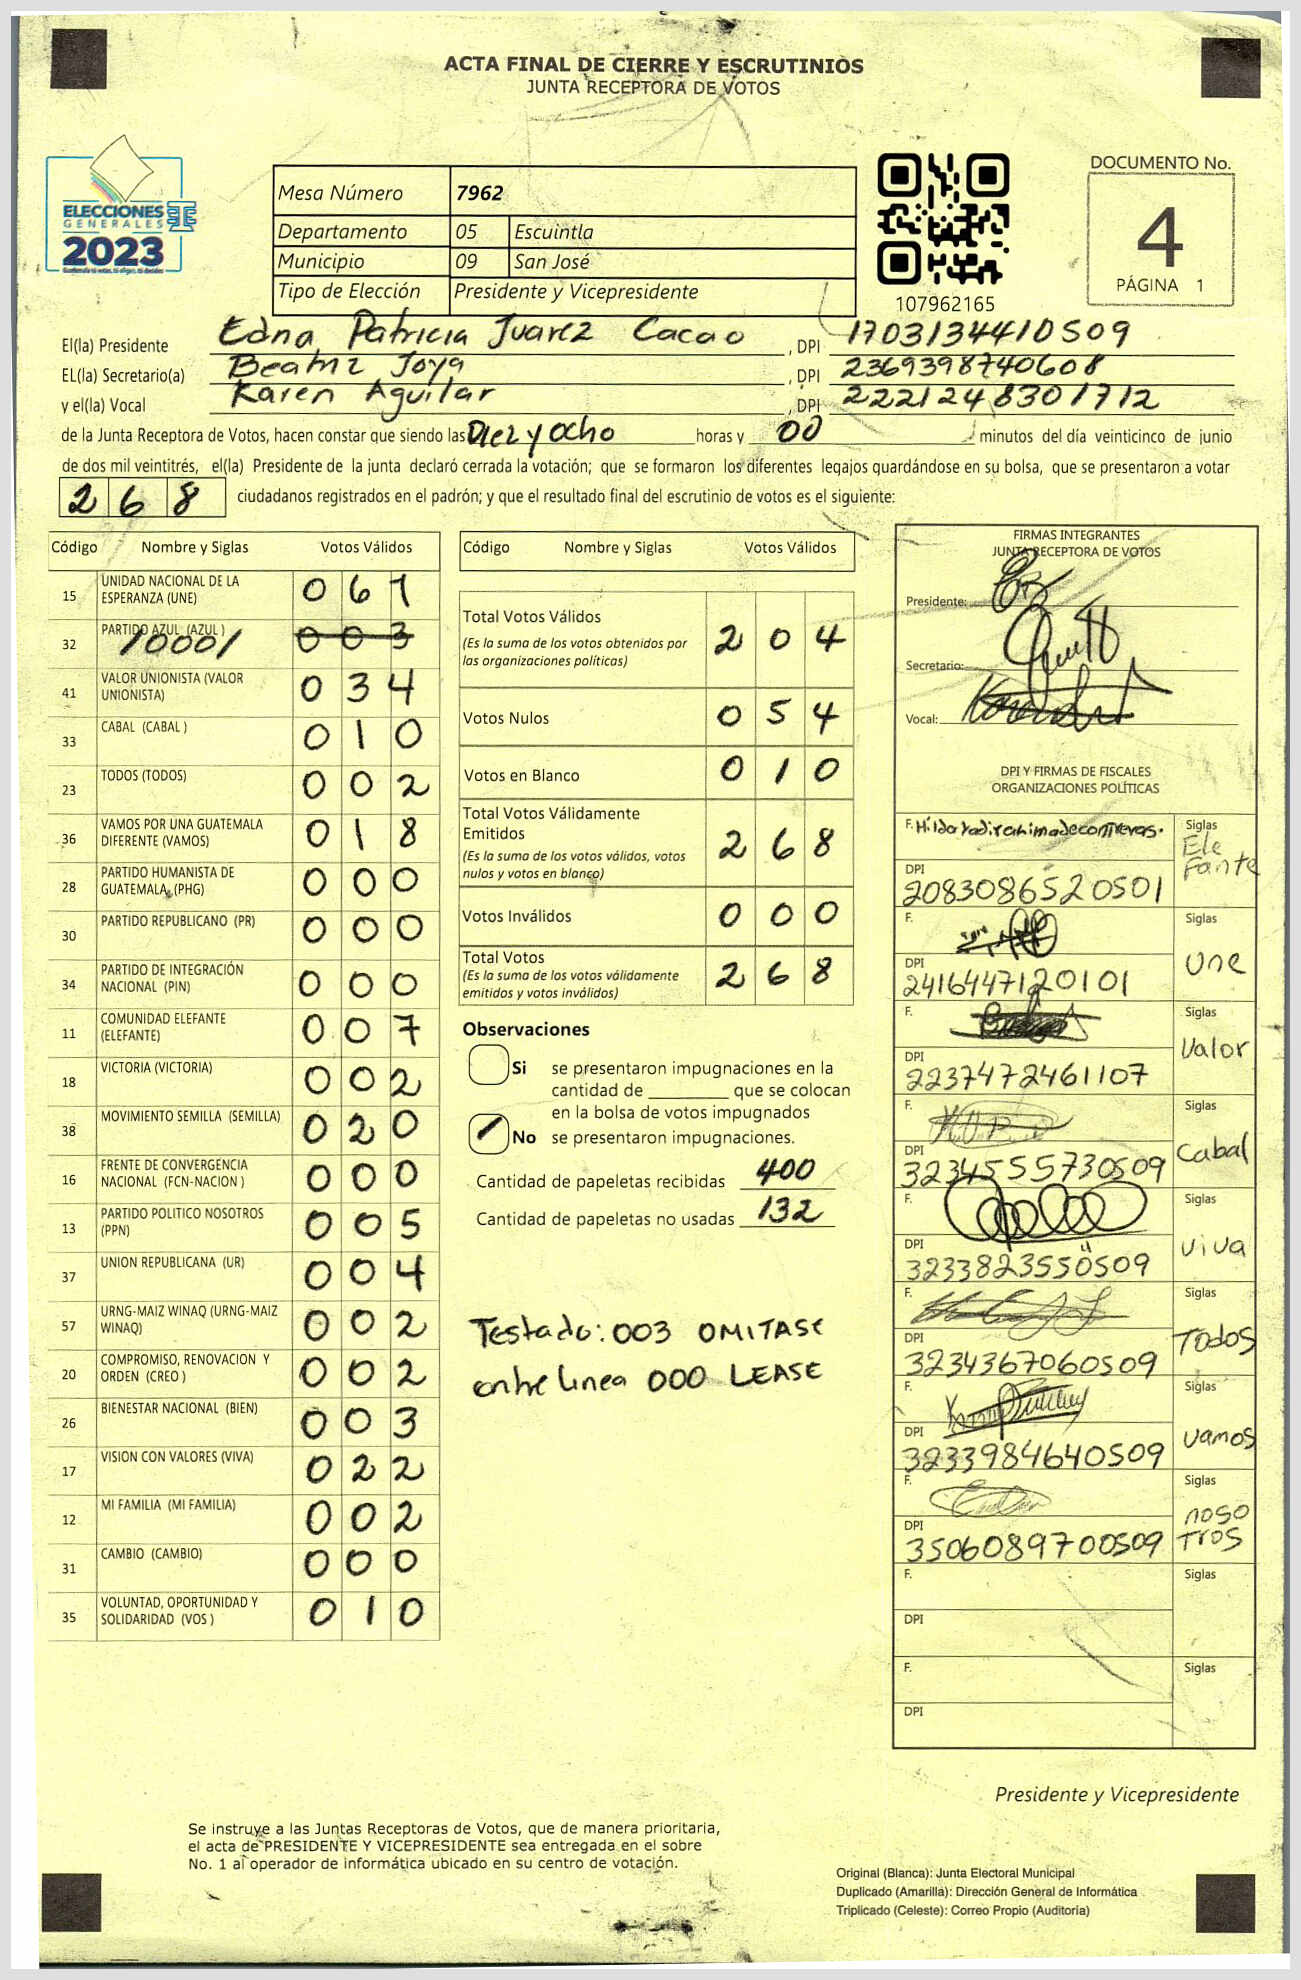 ACTA FINAL DE CIERRE Y ESCRUTINIOS
JUNTA RECEPTORA DE VOTOS
ELECCIONES
GENERALES
2023
Mesa Número 7962
Departamento 05 Escuintla
Municipio 09 San José
Tipo de Elección Presidente y Vicepresidente
107962165
DOCUMENTO No.
4
PÁGINA 1
El(la) Presidente Edna Patricia Juarez Cacao , DPI 1703134410509
EL(la) Secretario(a) Beatriz Joya , DPI 2369398740608
y el(la) Vocal Karen Aguilar , DPI 2221248301712
de la Junta Receptora de Votos, hacen constar que siendo las Diez y ocho horas y 00 minutos del día veinticinco de junio
de dos mil veintitrés, el(la) Presidente de la junta declaró cerrada la votación; que se formaron los diferentes legajos guardándose en su bolsa, que se presentaron a votar
268 ciudadanos registrados en el padrón; y que el resultado final del escrutinio de votos es el siguiente:
Código Nombre y Siglas Votos Válidos
15 UNIDAD NACIONAL DE LA ESPERANZA (UNE) 061
32 PARTIDO AZUL (AZUL) /000/ 003
41 VALOR UNIONISTA (VALOR UNIONISTA) 034
33 CABAL (CABAL ) 010
23 TODOS (TODOS) 002
36 VAMOS POR UNA GUATEMALA DIFERENTE (VAMOS) 018
28 PARTIDO HUMANISTA DE GUATEMALA (PHG) 000
30 PARTIDO REPUBLICANO (PR) 000
34 PARTIDO DE INTEGRACIÓN NACIONAL (PIN) 000
11 COMUNIDAD ELEFANTE (ELEFANTE) 007
18 VICTORIA (VICTORIA) 002
38 MOVIMIENTO SEMILLA (SEMILLA) 020
16 FRENTE DE CONVERGENCIA NACIONAL (FCN-NACION ) 000
13 PARTIDO POLITICO NOSOTROS (PPN) 005
37 UNION REPUBLICANA (UR) 004
57 URNG-MAIZ WINAQ (URNG-MAIZ WINAQ) 002
20 COMPROMISO, RENOVACION Y ORDEN (CREO ) 002
26 BIENESTAR NACIONAL (BIEN) 003
17 VISION CON VALORES (VIVA) 022
12 MI FAMILIA (MI FAMILIA) 002
31 CAMBIO (CAMBIO) 000
35 VOLUNTAD, OPORTUNIDAD Y SOLIDARIDAD (VOS ) 010
Código Nombre y Siglas Votos Válidos
Total Votos Válidos 204
(Es la suma de los votos obtenidos por
las organizaciones políticas)
Votos Nulos 054
Votos en Blanco 010
Total Votos Válidamente
Emitidos 268
(Es la suma de los votos válidos, votos
nulos y votos en blanco)
Votos Inválidos 000
Total Votos 268
(Es la suma de los votos válidamente
emitidos y votos inválidos)
Observaciones
Si se presentaron impugnaciones en la
cantidad de ________ que se colocan
en la bolsa de votos impugnados
No se presentaron impugnaciones.
Cantidad de papeletas recibidas 400
Cantidad de papeletas no usadas 132
Testado: 003 OMITASE
entre linea 000 LEASE
FIRMAS INTEGRANTES
JUNTA RECEPTORA DE VOTOS
Presidente:
Secretario:
Vocal:
DPI Y FIRMAS DE FISCALES
ORGANIZACIONES POLÍTICAS
F. Siglas Elefante
DPI 2083086520501
F. Siglas Une
DPI 2416447120101
F. Siglas Valor
DPI 2237472461107
F. Siglas Cabal
DPI 3234555730509
F. Siglas Viva
DPI 3233823550509
F. Siglas Todos
DPI 3234367060509
F. Siglas Vamos
DPI 3233984640509
F. Siglas nosoTros
DPI 3506089700509
F. Siglas
DPI
F. Siglas
DPI
Presidente y Vicepresidente
Se instruye a las Juntas Receptoras de Votos, que de manera prioritaria,
el acta de PRESIDENTE Y VICEPRESIDENTE sea entregada en el sobre
No. 1 al operador de informática ubicado en su centro de votación.
Original (Blanca): Junta Electoral Municipal
Duplicado (Amarilla): Dirección General de Informática
Triplicado (Celeste): Correo Propio (Auditoría)